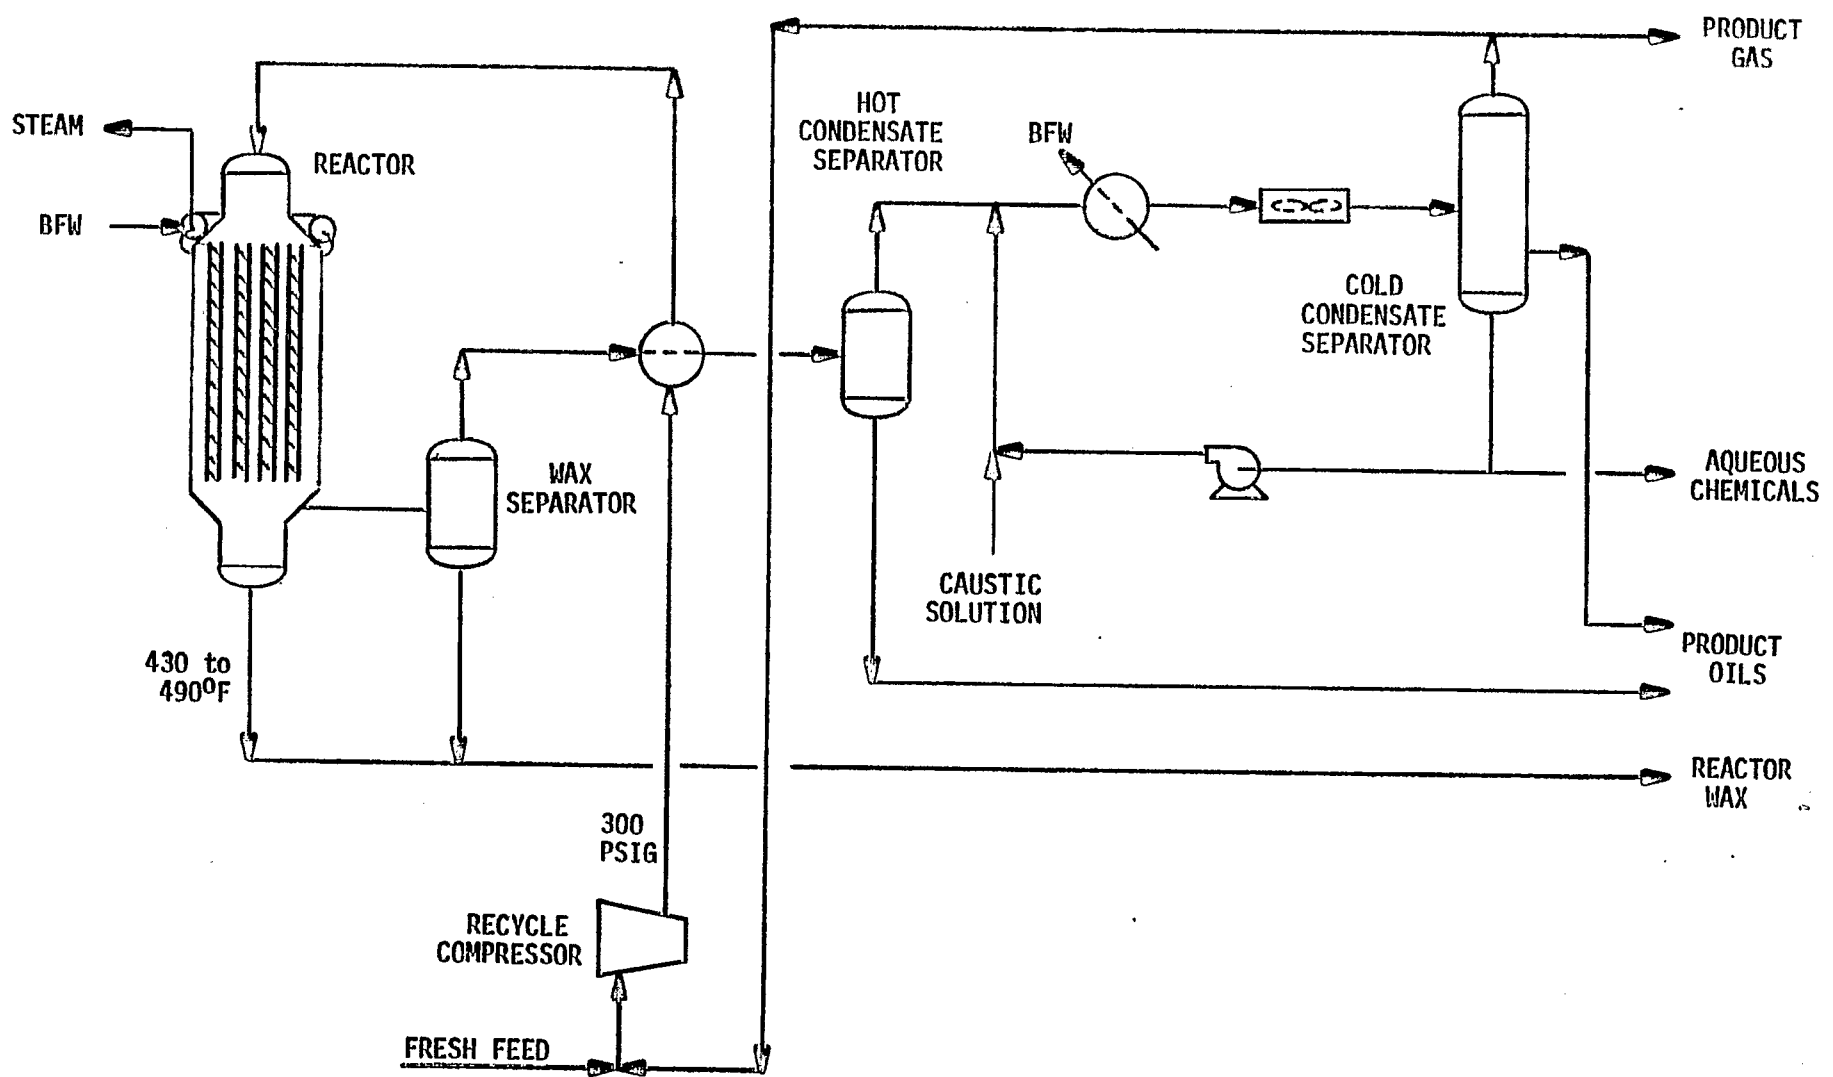 PRODUCT
GAS
HOT
CONDENSATE
SEPARATOR
STEAM
BFW
REACTOR
BFW
COLD
CONDENSATE
SEPARATOR
WAX
SEPARATOR
AQUEOUS
CHEMICALS
CAUSTIC
SOLUTION
430 to
490ºF
PRODUCT
OILS
REACTOR
WAX
300
PSIG
RECYCLE
COMPRESSOR
FRESH FEED